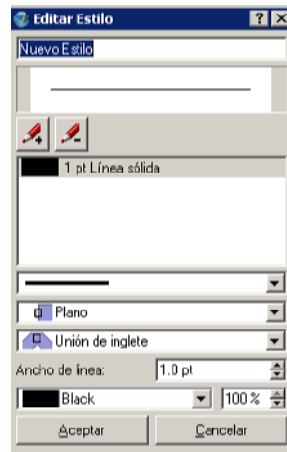 Editar Estilo
Nuevo Estilo
1 pt Línea sólida
Plano
Unión de inglete
Ancho de línea: 1.0 pt
Black 100 %
Aceptar Cancelar